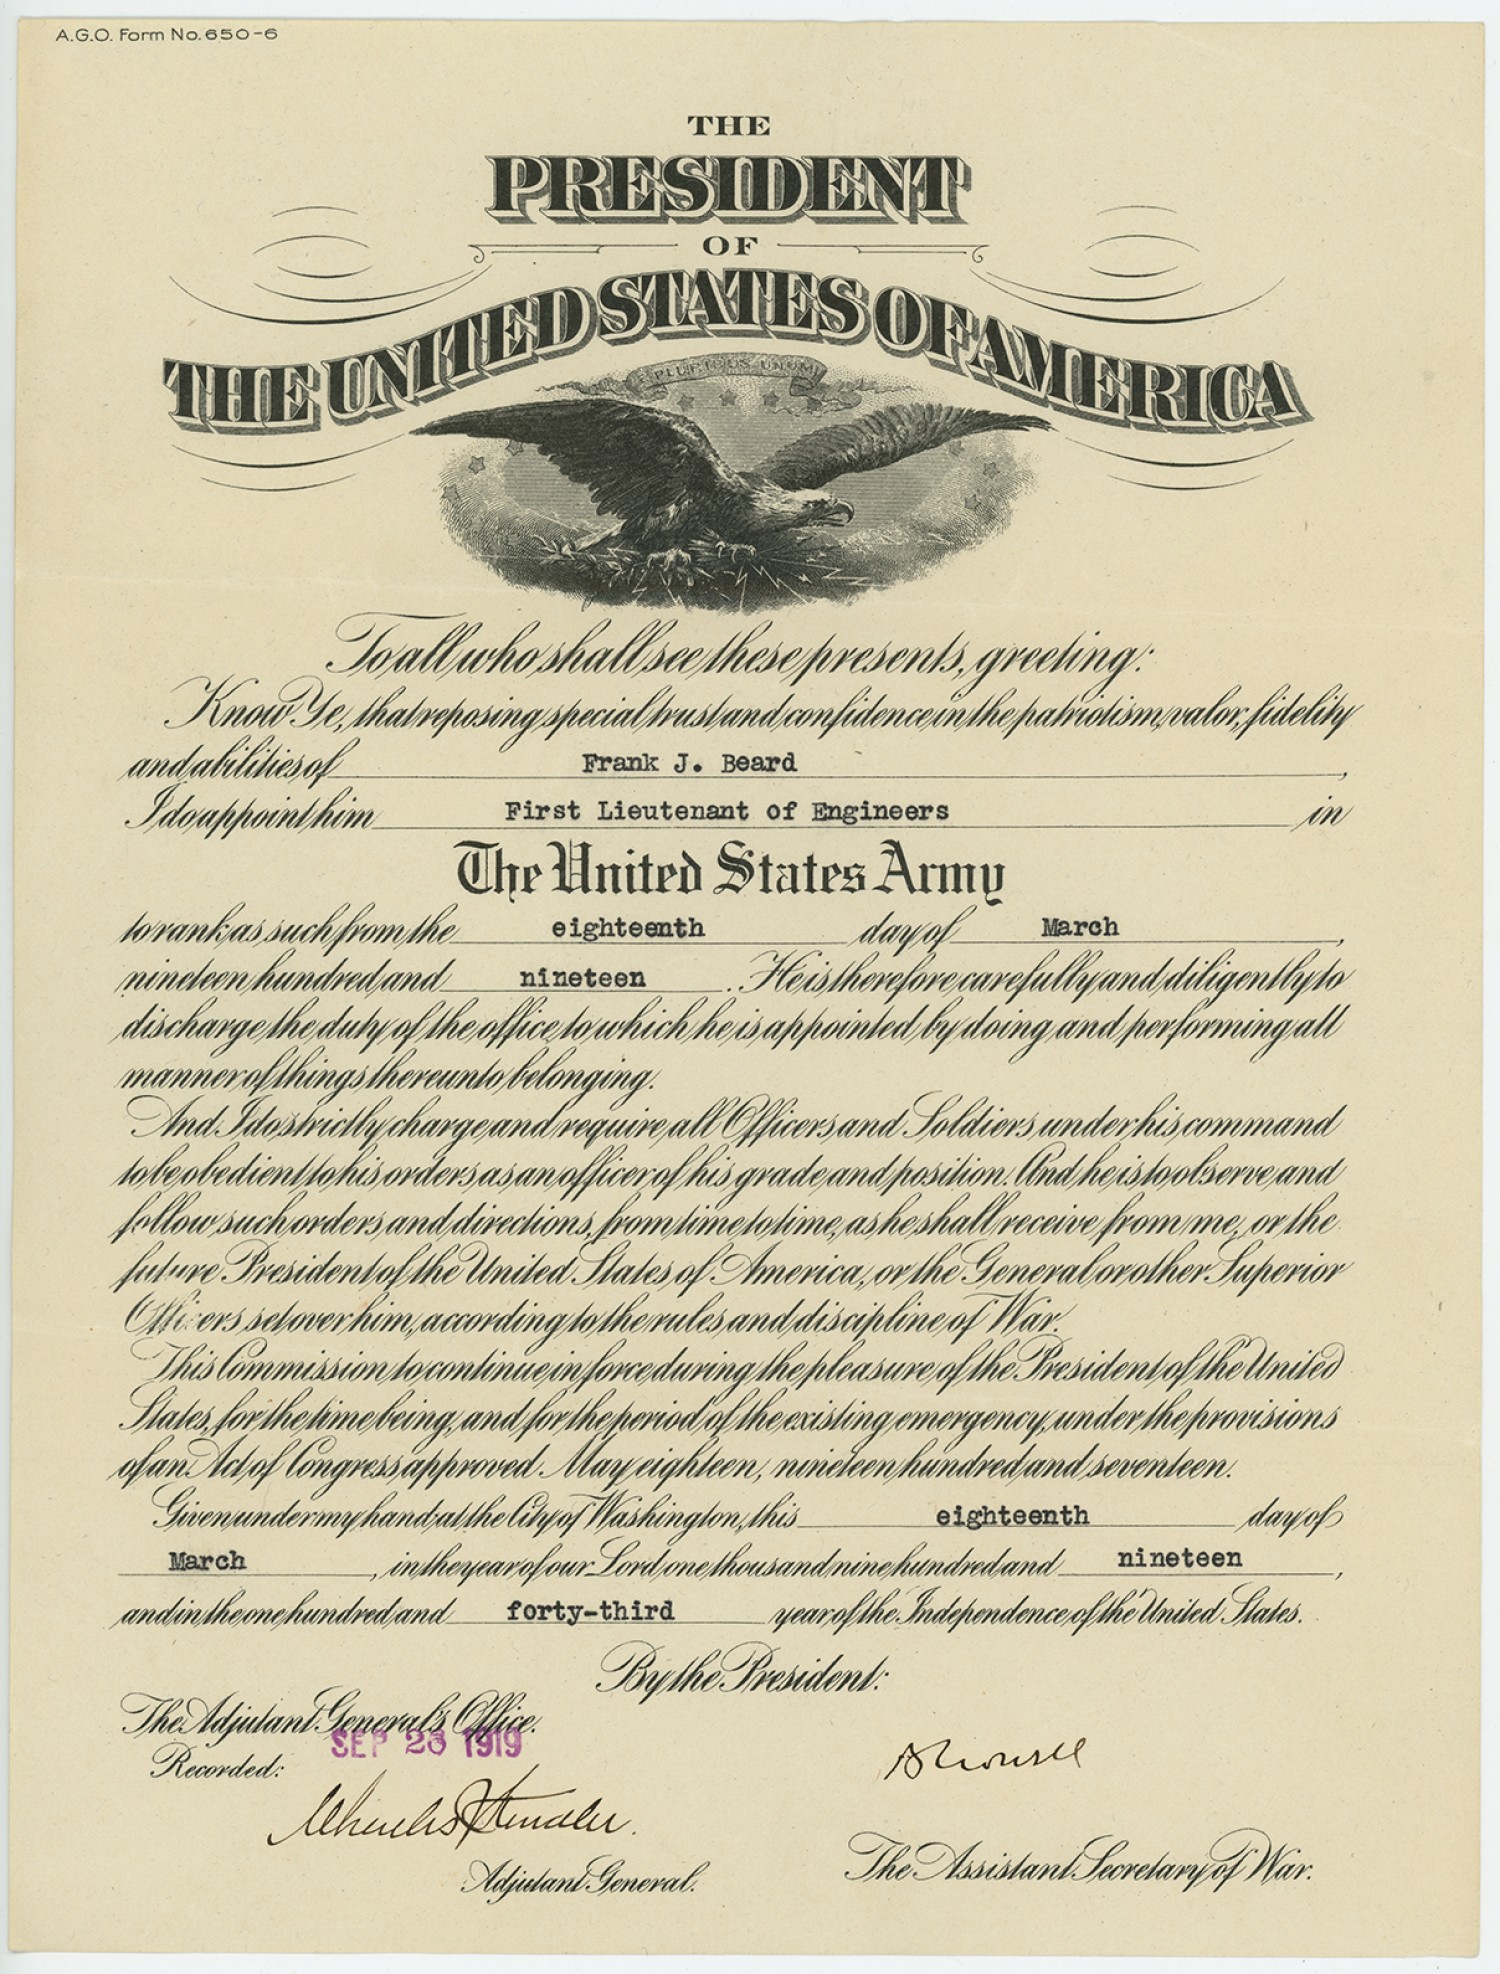 A.G.O. Form No. 650-6
THE
PRESIDENT
OF
THE UNITED STATES OF AMERICA
E PLURIBUS UNUM
To all who shall see these presents, greeting:
Know Ye, that reposing special trust and confidence in the patriotism, valor, fidelity
and abilities of Frank J. Beard,
I do appoint him First Lieutenant of Engineers in
The United States Army
to rank as such from the eighteenth day of March,
nineteen hundred and nineteen. He is therefore carefully and diligently to
discharge the duty of the office to which he is appointed by doing and performing all
manner of things thereunto belonging.
And I do strictly charge and require all Officers and Soldiers under his command
to be obedient to his orders as an officer of his grade and position. And he is to observe and
follow such orders and directions, from time to time, as he shall receive from me, or the
future President of the United States of America, or the General or other Superior
Officers set over him, according to the rules and discipline of War.
This Commission to continue in force during the pleasure of the President of the United
States, for the time being, and for the period of the existing emergency, under the provisions
of an Act of Congress approved May eighteen, nineteen hundred and seventeen.
Given under my hand at the City of Washington, this eighteenth day of
March, in the year of our Lord one thousand nine hundred and nineteen,
and in the one hundred and forty-third year of the Independence of the United States.
By the President:
The Adjutant General's Office.
SEP 26 1919
Recorded:
Adjutant General.
The Assistant Secretary of War.